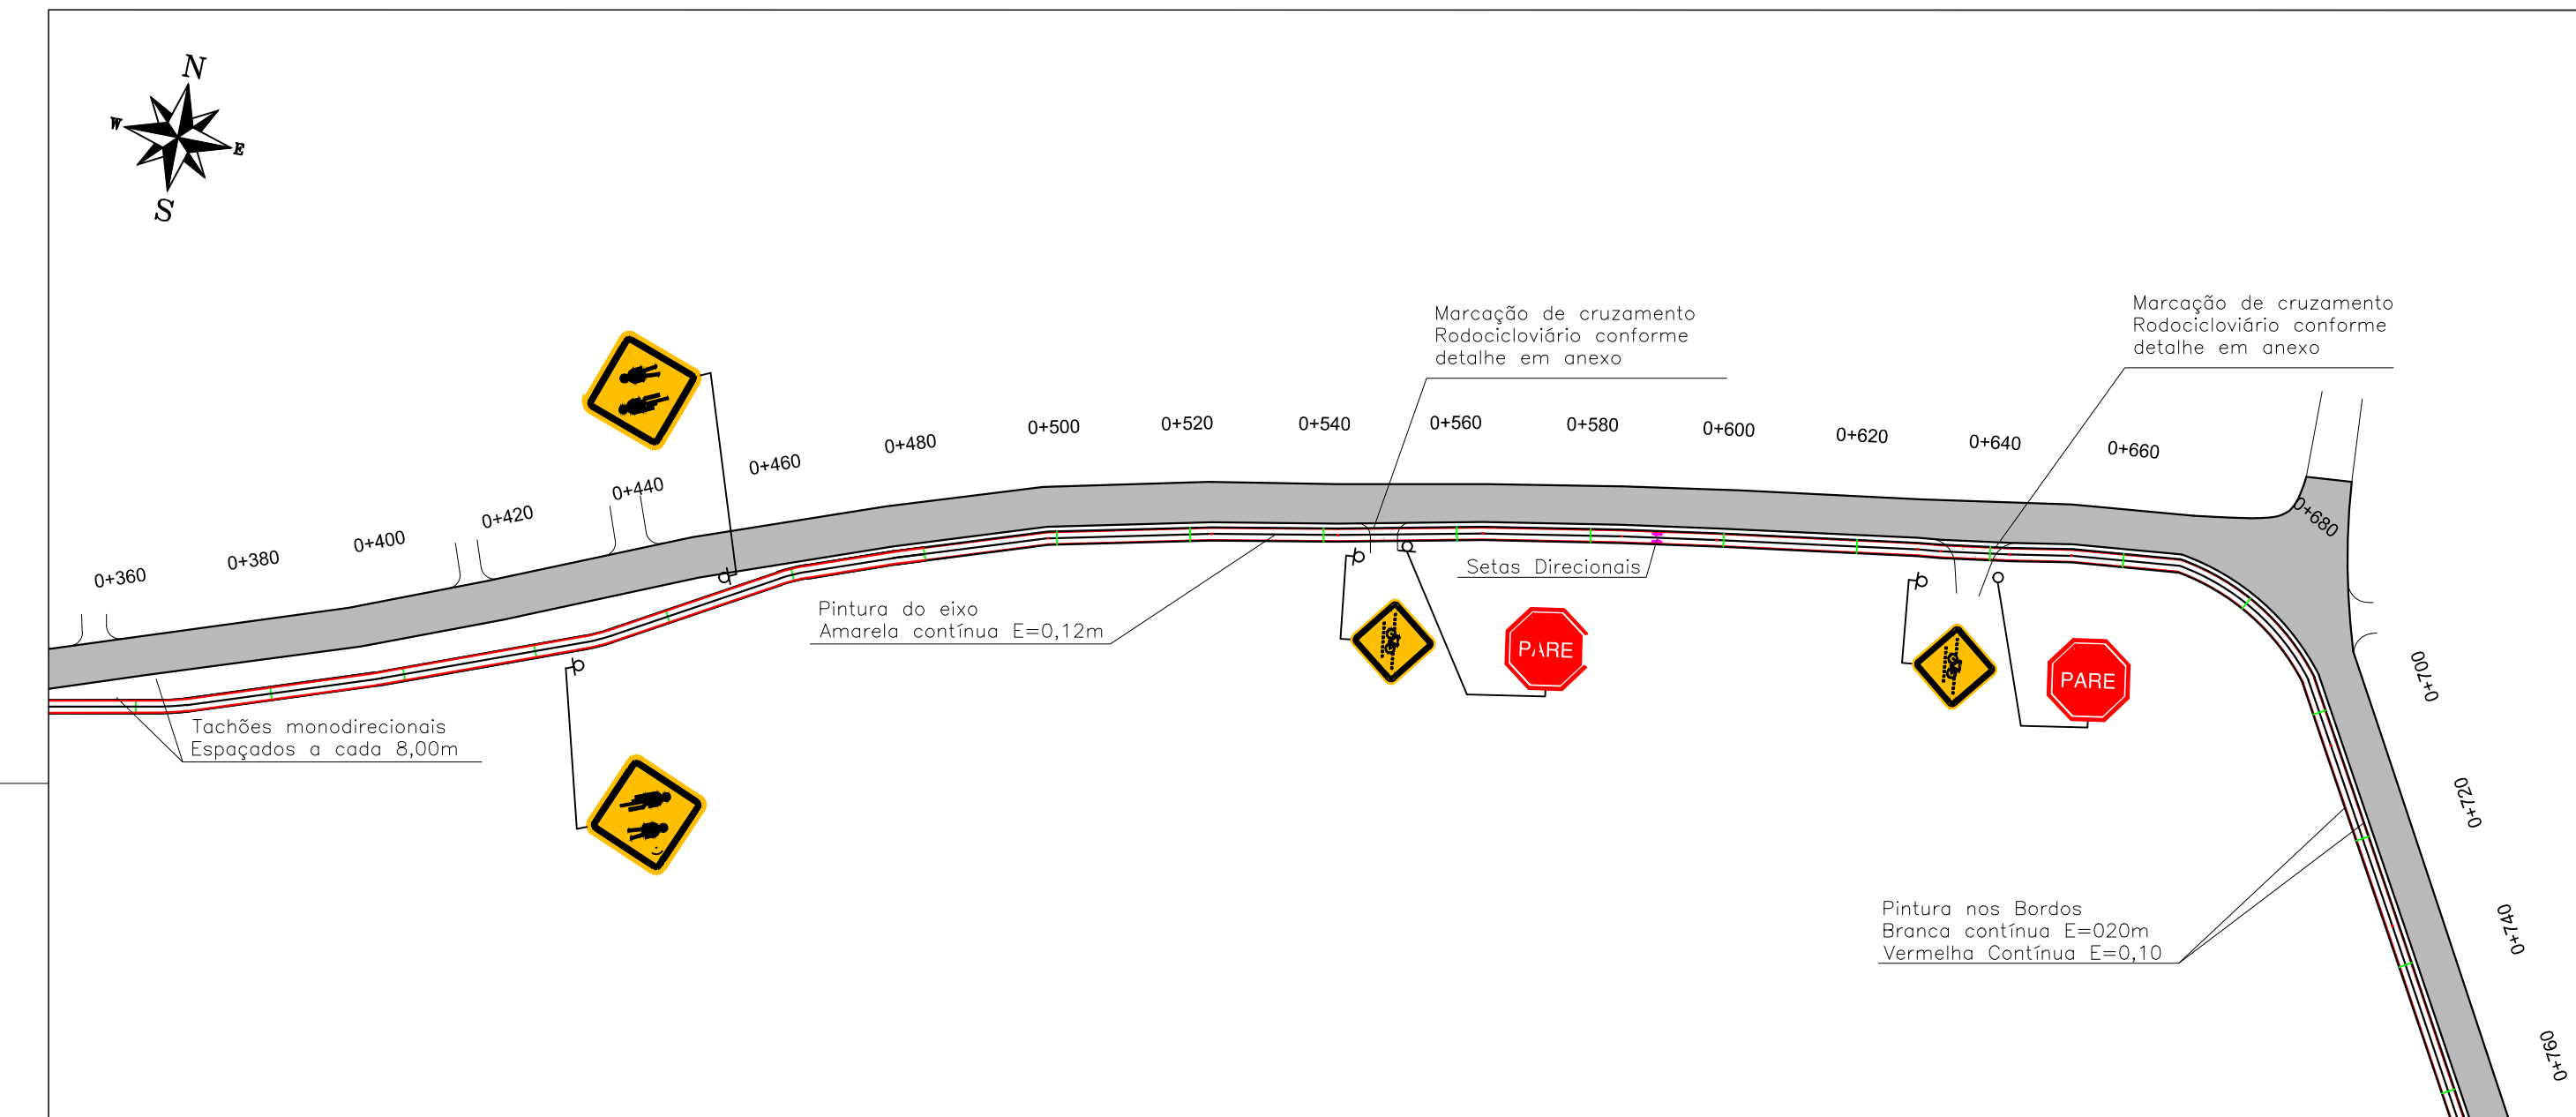 N
W
E
S
Marcação de cruzamento
Rodocicloviário conforme
detalhe em anexo
Marcação de cruzamento
Rodocicloviário conforme
detalhe em anexo
0+360
0+380
0+400
0+420
0+440
0+460
0+480
0+500
0+520
0+540
0+560
0+580
0+600
0+620
0+640
0+660
0+680
0+700
0+720
0+740
0+760
Setas Direcionais
Pintura do eixo
Amarela contínua E=0,12m
PARE
PARE
Tachões monodirecionais
Espaçados a cada 8,00m
Pintura nos Bordos
Branca contínua E=020m
Vermelha Contínua E=0,10